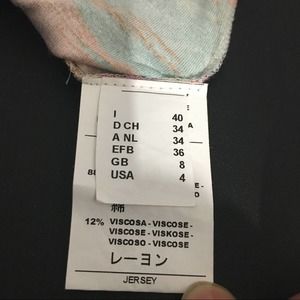 I 40
D CH 34
A NL 34
EFB 36
GB 8
USA 4
綿
12% VISCOSA - VISCOSE -
VISCOSE - VISKOSE -
VISCOSO - VISCOSE
レーヨン
JERSEY